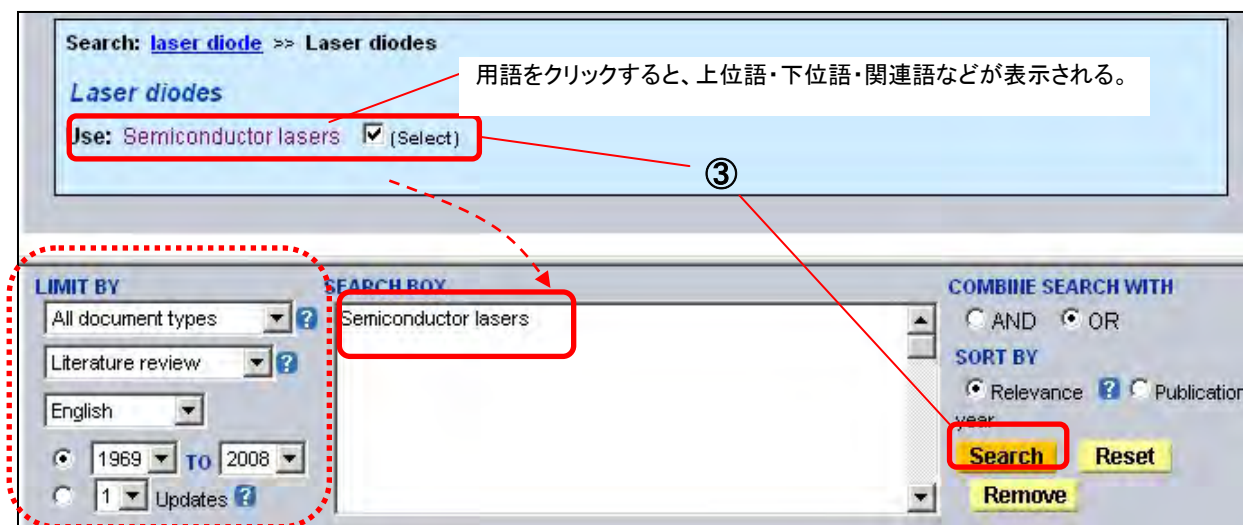 Search: laser diode >> Laser diodes
用語をクリックすると、上位語・下位語・関連語などが表示される。
Laser diodes
Use: Semiconductor lasers (Select)
③
LIMIT BY
All document types ?
Literature review ?
English
1969 TO 2008
1 Updates ?
SEARCH BOX
Semiconductor lasers
COMBINE SEARCH WITH
AND OR
SORT BY
Relevance ? Publication
year
Search Reset
Remove